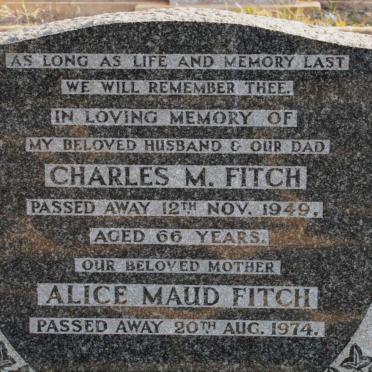 AS LONG AS LIFE AND MEMORY LAST
WE WILL REMEMBER THEE.
IN LOVING MEMORY OF
MY BELOVED HUSBAND & OUR DAD
CHARLES M. FITCH
PASSED AWAY 12TH NOV. 1949.
AGED 66 YEARS.
OUR BELOVED MOTHER
ALICE MAUD FITCH
PASSED AWAY 20TH AUG. 1974.